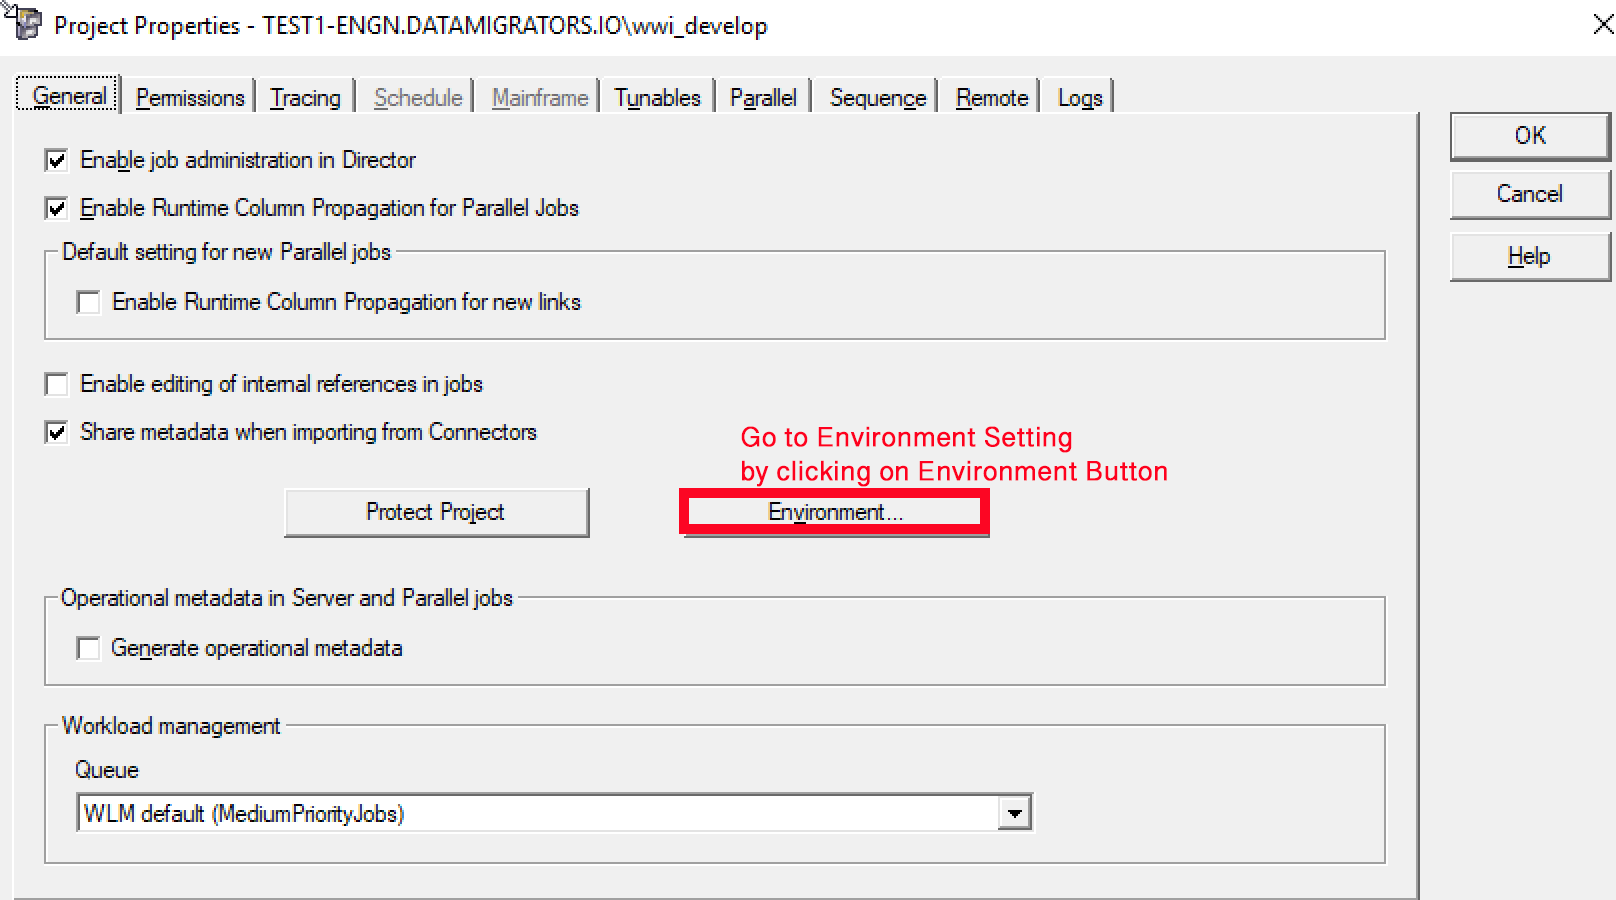 Project Properties - TEST1-ENGN.DATAMIGRATORS.IO\wwi_develop
General Permissions Tracing Schedule Mainframe Tunables Parallel Sequence Remote Logs
OK
Enable job administration in Director
Cancel
Enable Runtime Column Propagation for Parallel Jobs
Default setting for new Parallel jobs
Help
Enable Runtime Column Propagation for new links
Enable editing of internal references in jobs
Share metadata when importing from Connectors
Go to Environment Setting
by clicking on Environment Button
Protect Project
Environment...
Operational metadata in Server and Parallel jobs
Generate operational metadata
Workload management
Queue
WLM default (MediumPriorityJobs)